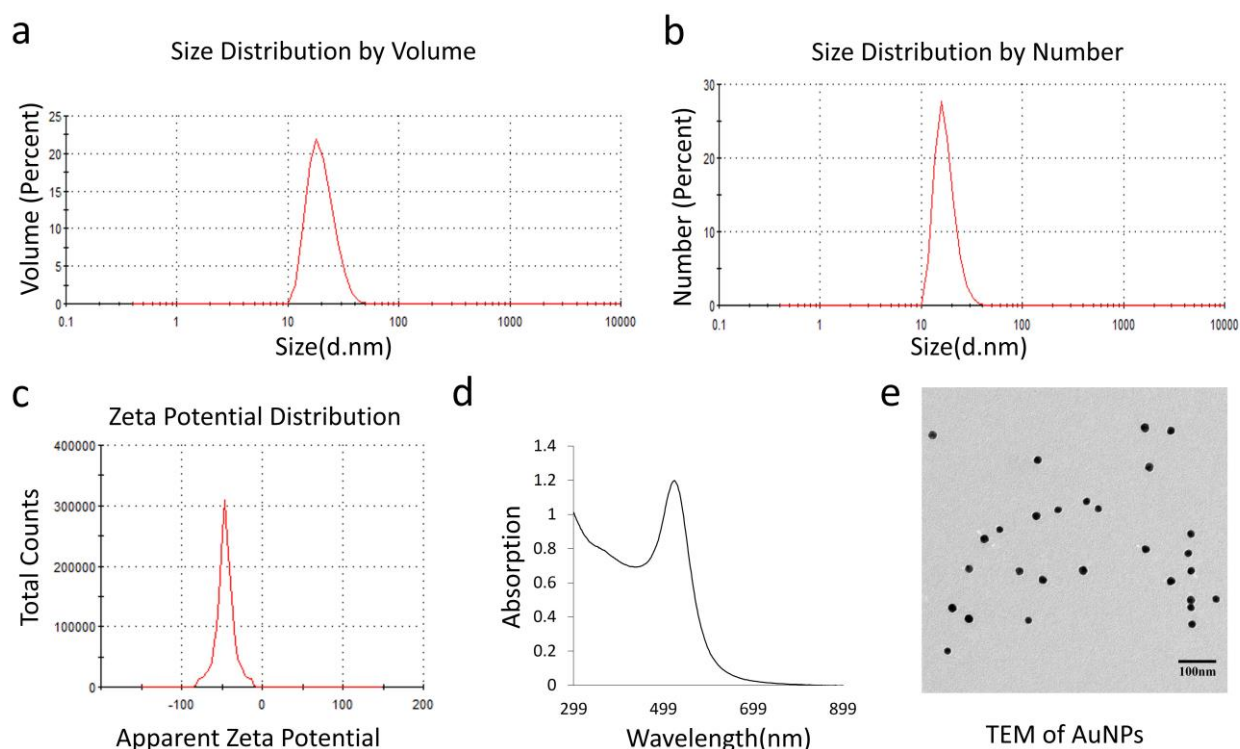 a
Size Distribution by Volume
25
20
15
10
5
0
Volume (Percent)
0.1 1 10 100 1000 10000
Size(d.nm)
b
Size Distribution by Number
30
20
10
0
Number (Percent)
0.1 1 10 100 1000 10000
Size(d.nm)
c
Zeta Potential Distribution
400000
300000
200000
100000
0
Total Counts
-100 0 100 200
Apparent Zeta Potential
d
1.4
1.2
1
0.8
0.6
0.4
0.2
0
Absorption
299 499 699 899
Wavelength(nm)
e
100nm
TEM of AuNPs